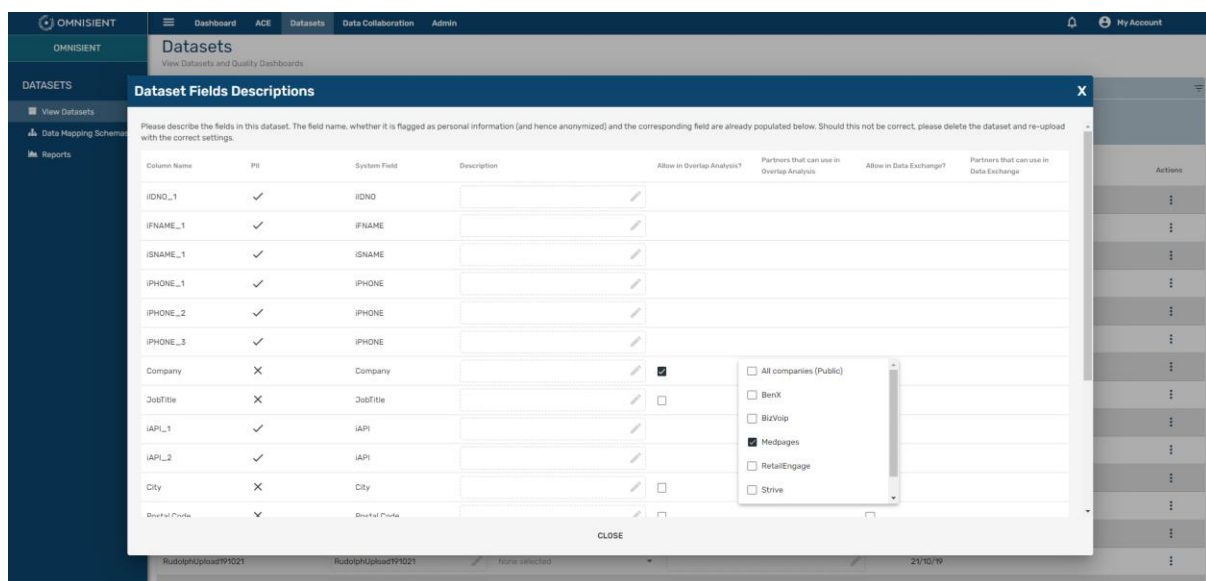 OMNISIENT
Dashboard ACE Datasets Data Collaboration Admin
My Account
OMNISIENT
Datasets
View Datasets and Quality Dashboards
DATASETS
View Datasets
Data Mapping Schemas
Reports
Dataset Fields Descriptions X
Please describe the fields in this dataset. The field name, whether it is flagged as personal information (and hence anonymized) and the corresponding field are already populated below. Should this not be correct, please delete the dataset and re-upload
with the correct settings.
Column Name PII System Field Description Allow in Overlap Analysis? Partners that can use in Overlap Analysis Allow in Data Exchange? Partners that can use in Data Exchange
Actions
iIDNO_1 iIDNO
iFNAME_1 iFNAME
iSNAME_1 iSNAME
iPHONE_1 iPHONE
iPHONE_2 iPHONE
iPHONE_3 iPHONE
Company Company All companies (Public)
JobTitle JobTitle BenX
BizVoip
iAPI_1 iAPI
iAPI_2 iAPI Medpages
RetailEngage
City City Strive
Postal Code Postal Code
CLOSE
RudolphUpload191021 RudolphUpload191021 None selected 21/10/19